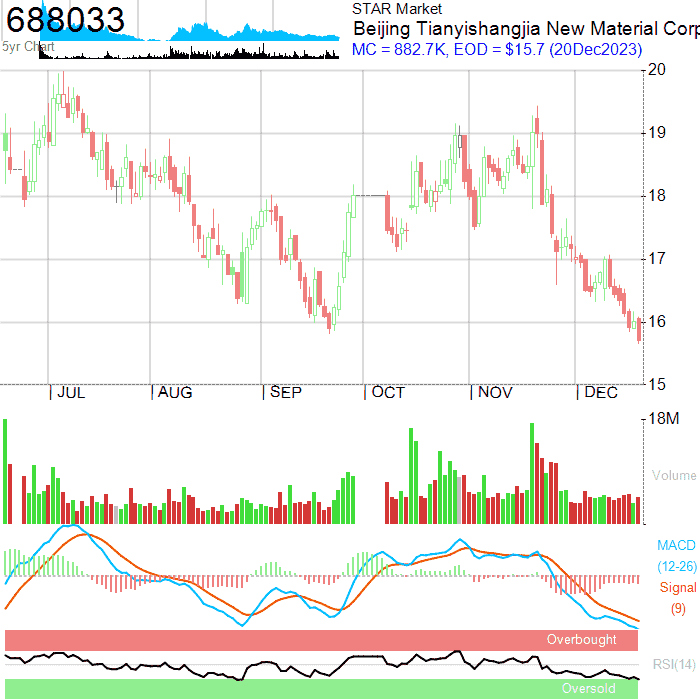 688033
STAR Market
Beijing Tianyishangjia New Material Corp
5yr Chart
MC = 882.7K, EOD = $15.7 (20Dec2023)
20
19
18
17
16
15
JUL
AUG
SEP
OCT
NOV
DEC
18M
Volume
MACD
(12-26)
Signal
(9)
Overbought
RSI(14)
Oversold